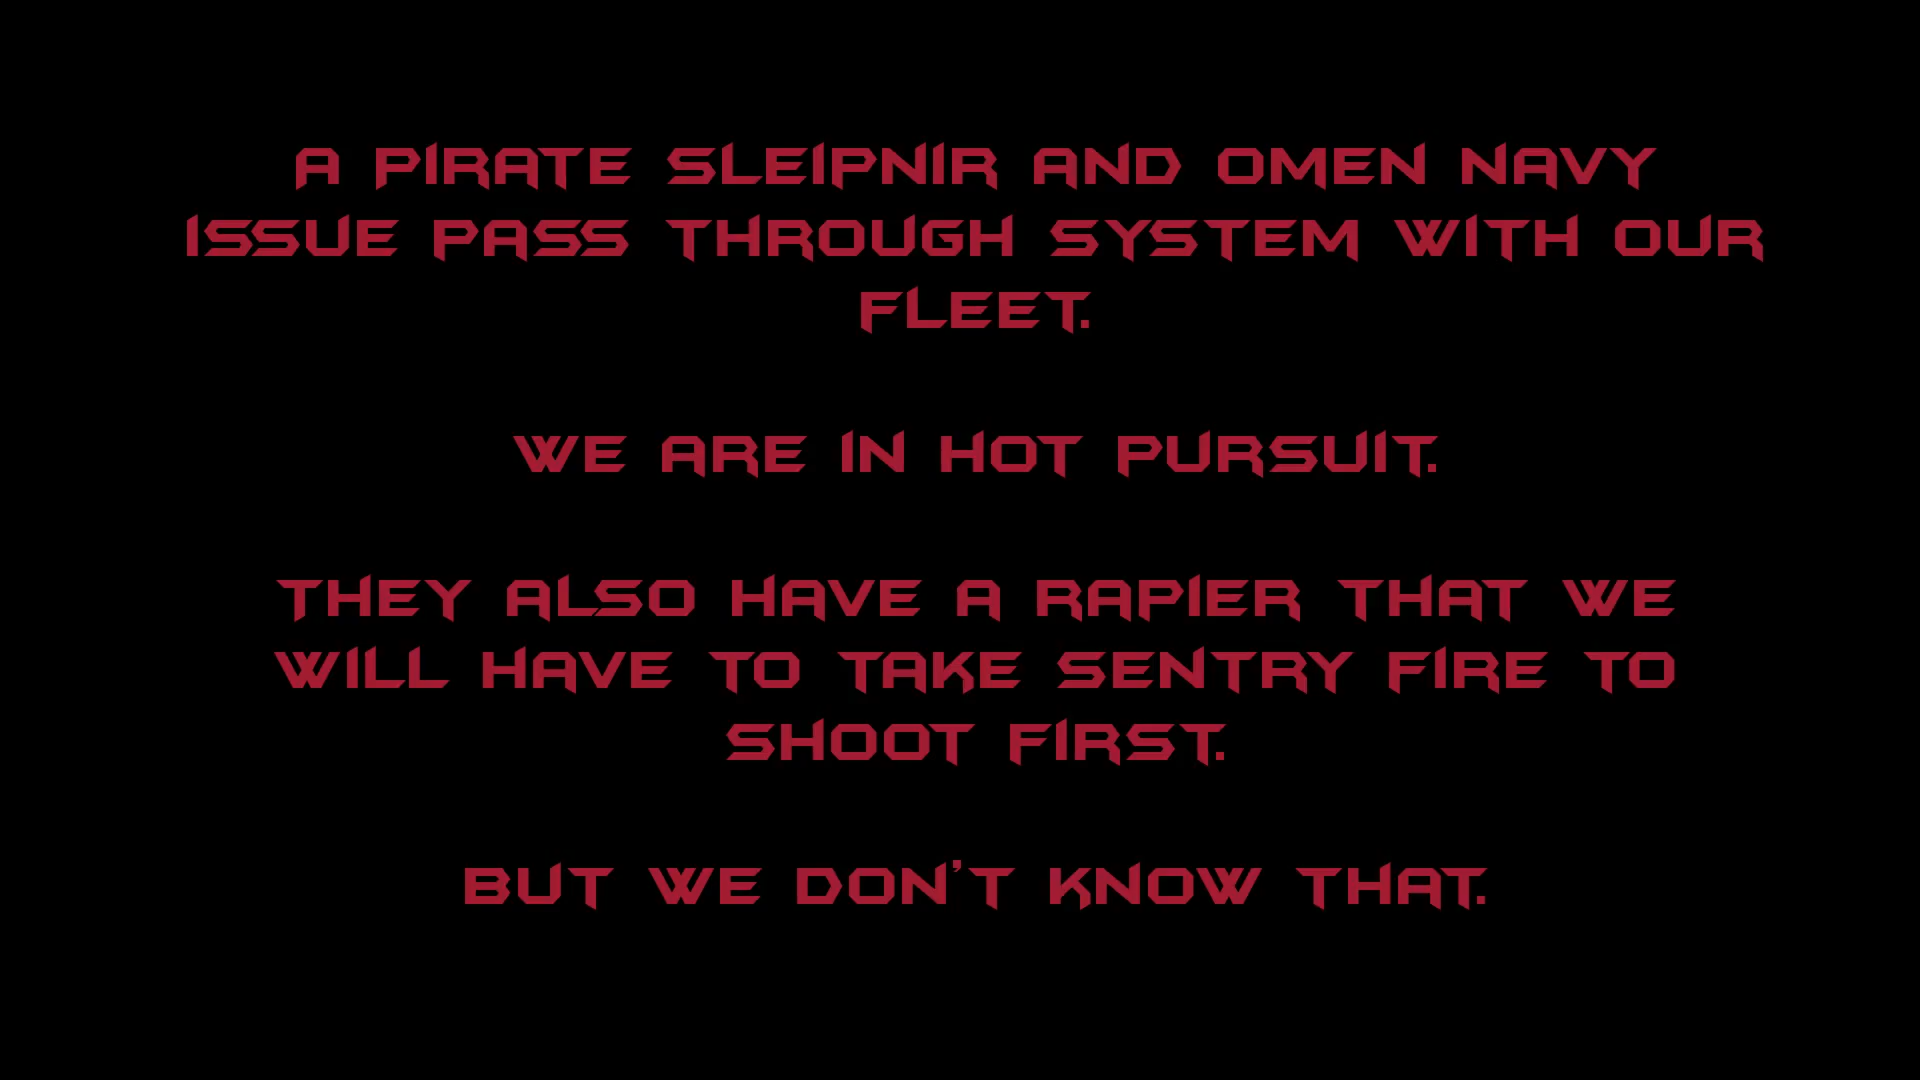 A PIRATE SLEIPNIR AND OMEN NAVY
ISSUE PASS THROUGH SYSTEM WITH OUR
FLEET.
WE ARE IN HOT PURSUIT.
THEY ALSO HAVE A RAPIER THAT WE
WILL HAVE TO TAKE SENTRY FIRE TO
SHOOT FIRST.
BUT WE DON'T KNOW THAT.